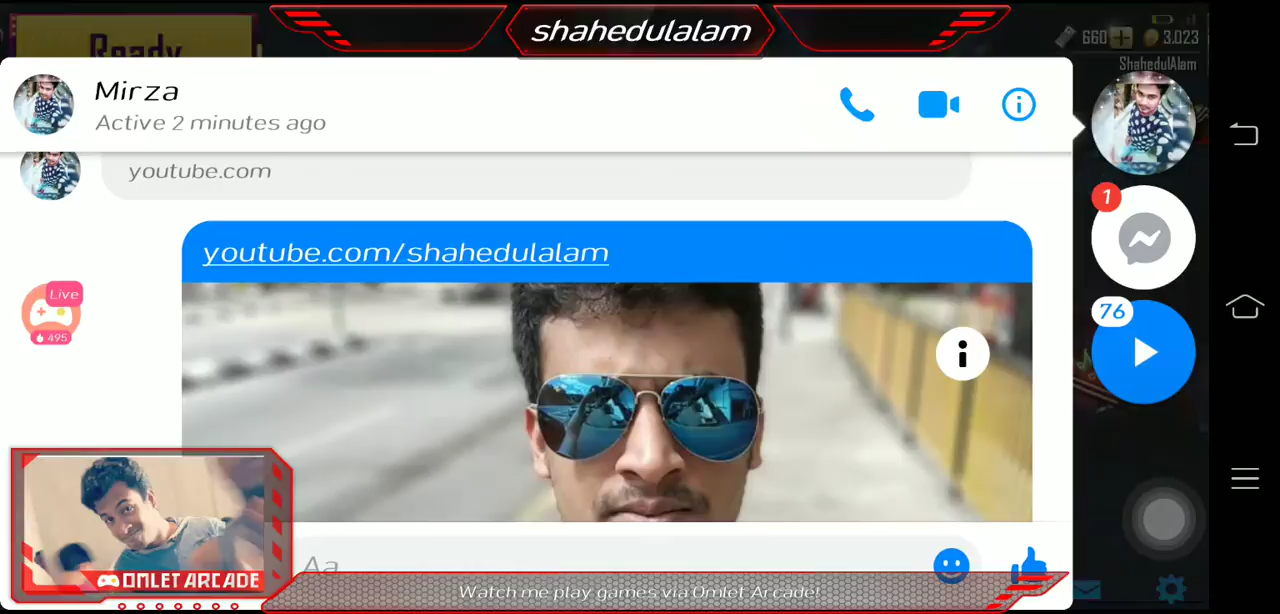 Ready
shahedulalam
660
3,023
ShahedulAlam
Mirza
Active 2 minutes ago
youtube.com
1
youtube.com/shahedulalam
Live
495
76
Aa
OMLET ARCADE
Watch me play games via Omlet Arcade!